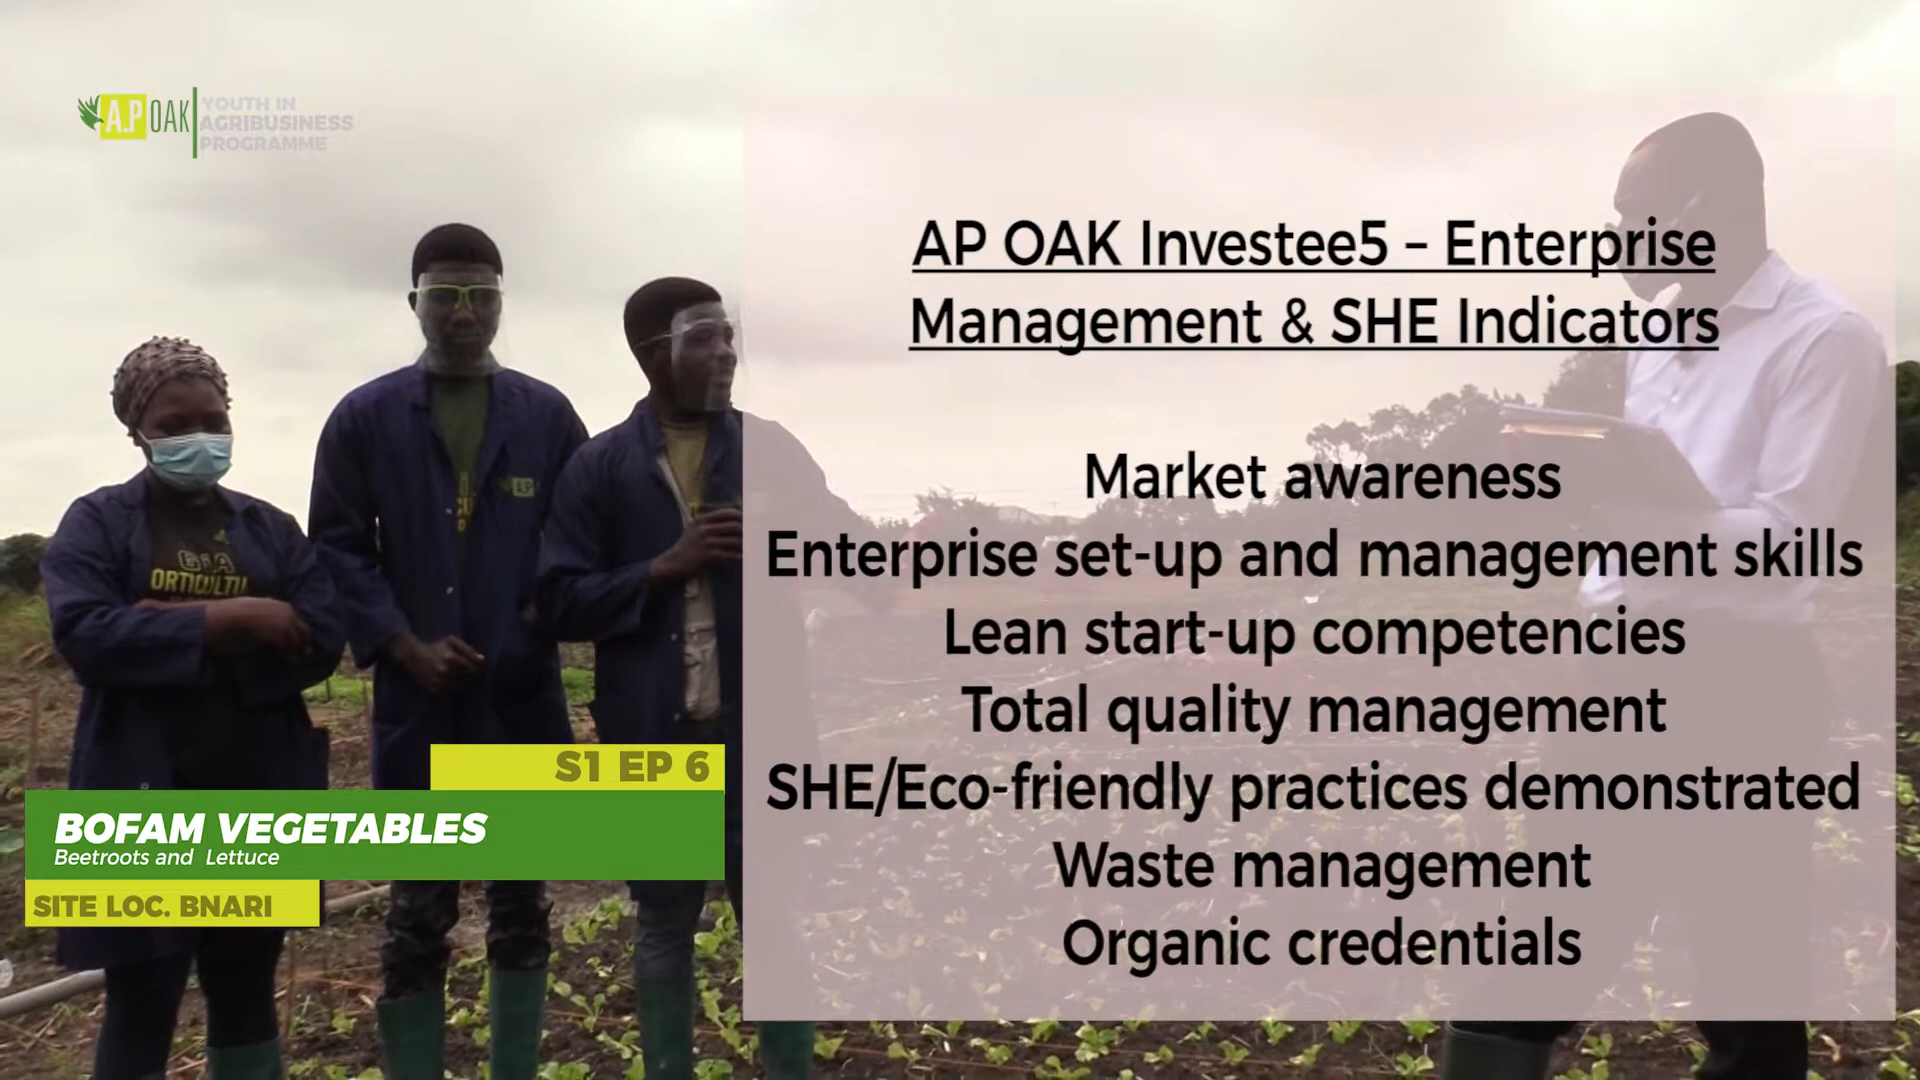 A.P OAK
YOUTH IN
AGRIBUSINESS
PROGRAMME
AP OAK Investee5 – Enterprise
Management & SHE Indicators
Market awareness
Enterprise set-up and management skills
Lean start-up competencies
Total quality management
SHE/Eco-friendly practices demonstrated
Waste management
Organic credentials
ORTICULTU
A.P
S1 EP 6
BOFAM VEGETABLES
Beetroots and Lettuce
SITE LOC. BNARI